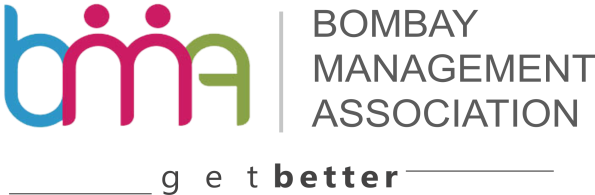 bma
BOMBAY
MANAGEMENT
ASSOCIATION
get better